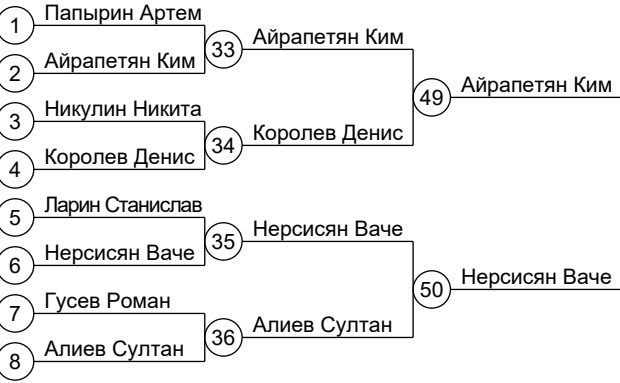 1 Папырин Артем
2 Айрапетян Ким
33 Айрапетян Ким
3 Никулин Никита
4 Королев Денис
34 Королев Денис
49 Айрапетян Ким
5 Ларин Станислав
6 Нерсисян Ваче
35 Нерсисян Ваче
7 Гусев Роман
8 Алиев Султан
36 Алиев Султан
50 Нерсисян Ваче